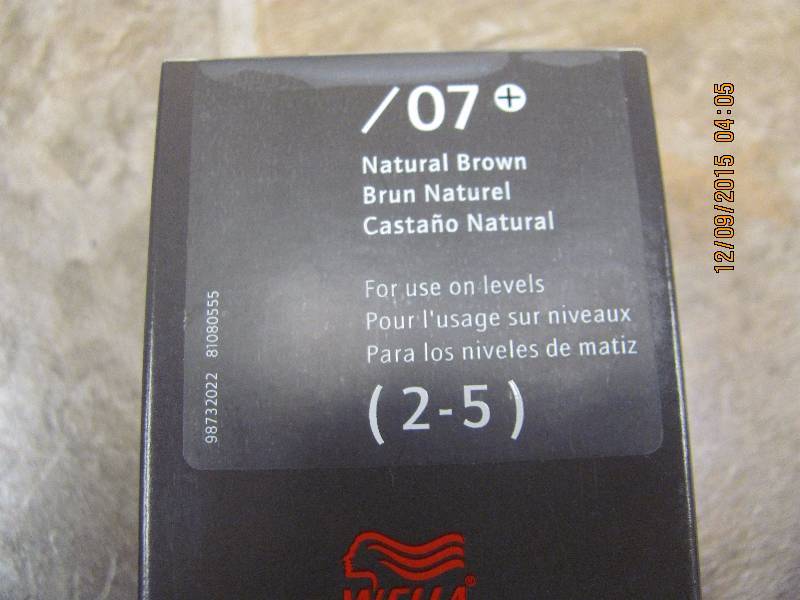 /07 +
Natural Brown
Brun Naturel
Castaño Natural
For use on levels
Pour l'usage sur niveaux
Para los niveles de matiz
( 2-5 )
98732022 81080555
WELLA®
12/09/2015 04:05